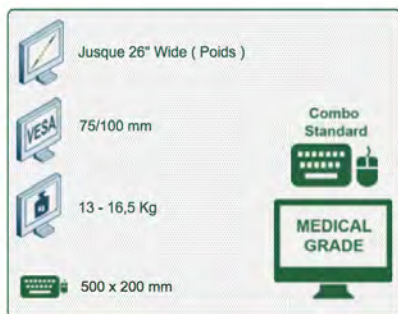 Jusque 26" Wide ( Poids )
VESA
75/100 mm
13 - 16,5 Kg
500 x 200 mm
Combo
Standard
MEDICAL
GRADE